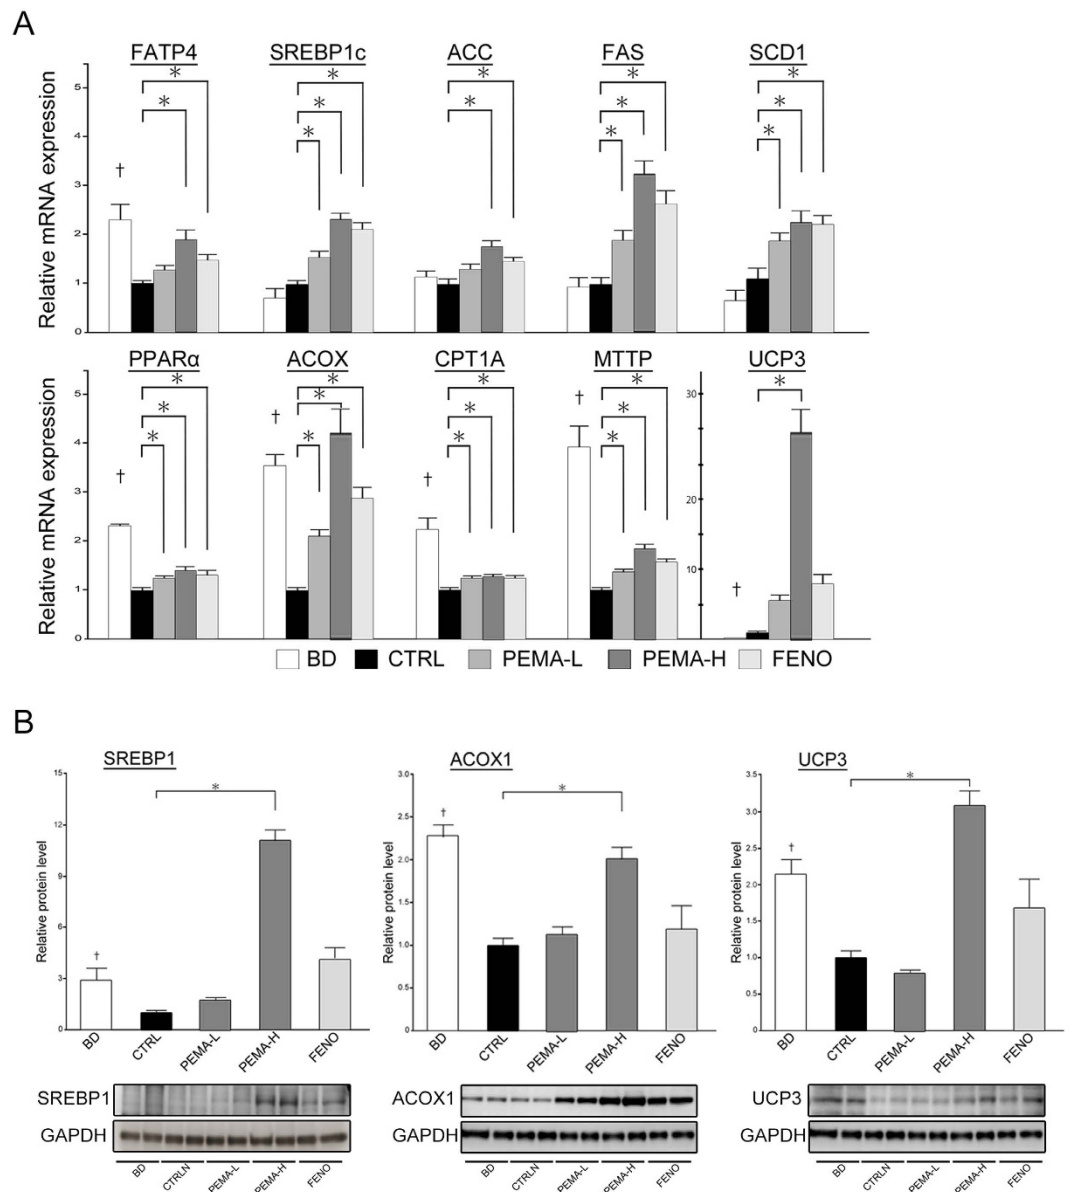 A
FATP4 SREBP1c ACC FAS SCD1
Relative mRNA expression
5
4
3
2
1
0
* * * * * * * * * * * * *
†
PPARα ACOX CPT1A MTTP UCP3
Relative mRNA expression
5
4
3
2
1
0
30
20
10
* * * * * * * * * * * * *
† † † † †
BD CTRL PEMA-L PEMA-H FENO
B
SREBP1 ACOX1 UCP3
Relative protein level
15
12
9
6
3
0
*
†
BD CTRL PEMA-L PEMA-H FENO
Relative protein level
3.0
2.5
2.0
1.5
1.0
0.5
0
*
†
BD CTRL PEMA-L PEMA-H FENO
Relative protein level
3.5
3.0
2.5
2.0
1.5
1.0
0.5
0
*
†
BD CTRL PEMA-L PEMA-H FENO
SREBP1
GAPDH
BD CTRLN PEMA-L PEMA-H FENO
ACOX1
GAPDH
BD CTRLN PEMA-L PEMA-H FENO
UCP3
GAPDH
BD CTRLN PEMA-L PEMA-H FENO